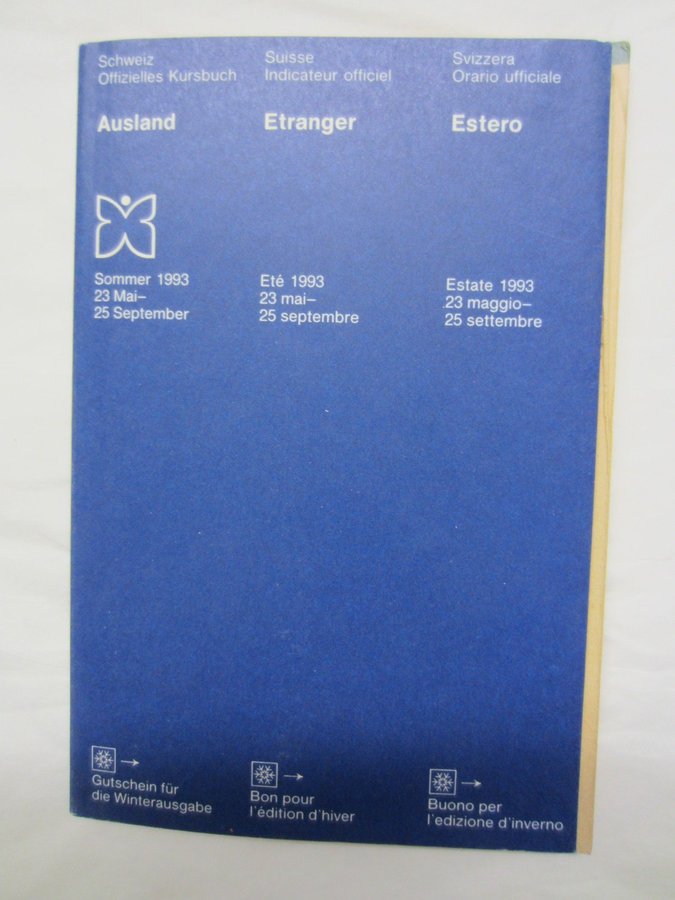 Schweiz
Offizielles Kursbuch
Ausland
Sommer 1993
23 Mai–
25 September
Gutschein für
die Winterausgabe
Suisse
Indicateur officiel
Etranger
Eté 1993
23 mai–
25 septembre
Bon pour
l'édition d'hiver
Svizzera
Orario ufficiale
Estero
Estate 1993
23 maggio–
25 settembre
Buono per
l'edizione d'inverno